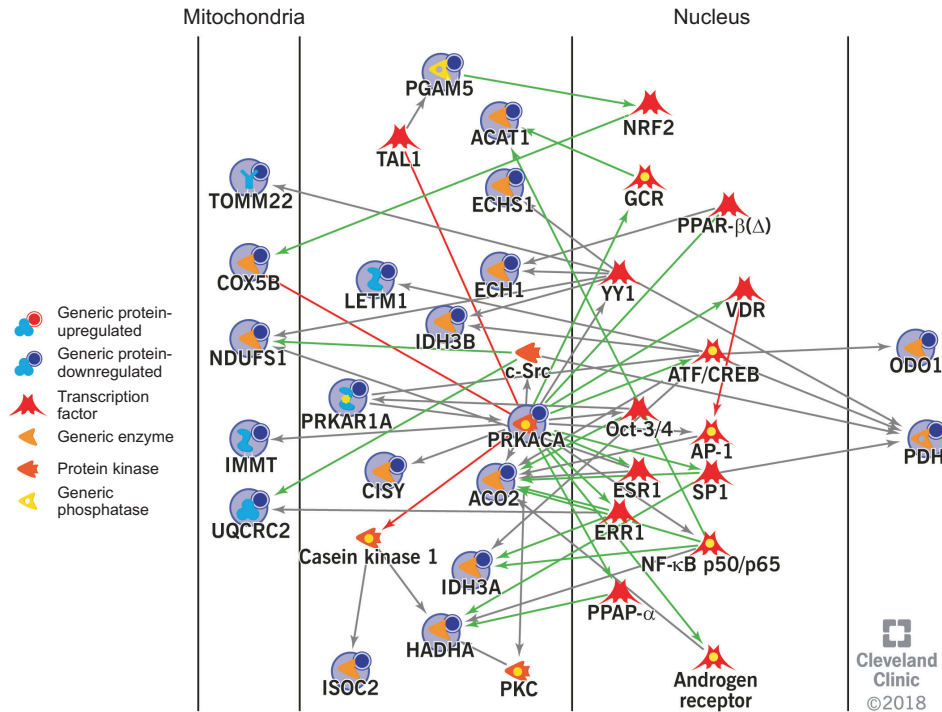 Mitochondria
Nucleus
PGAM5
ACAT1
NRF2
TAL1
TOMM22
ECHS1
GCR
PPAR-β(Δ)
COX5B
LETM1
ECH1
YY1
VDR
Generic protein-
upregulated
Generic protein-
downregulated
Transcription
factor
Generic enzyme
Protein kinase
Generic
phosphatase
NDUFS1
IDH3B
c-Src
ATF/CREB
ODO1
PRKAR1A
PRKACA
Oct-3/4
AP-1
PDH
IMMT
CISY
ACO2
ESR1
SP1
UQCRC2
ERR1
Casein kinase 1
IDH3A
NF-κB p50/p65
PPAP-α
HADHA
ISOC2
PKC
Androgen
receptor
Cleveland
Clinic
©2018